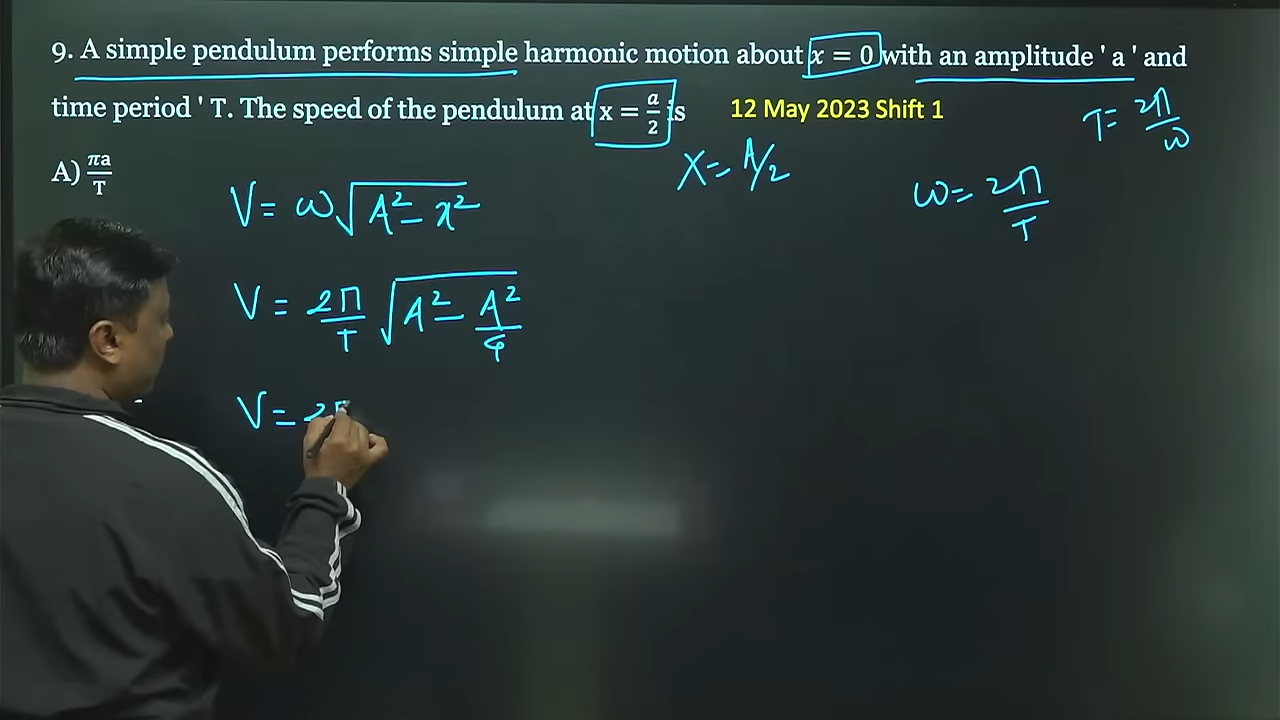 9. A simple pendulum performs simple harmonic motion about x = 0 with an amplitude ' a ' and
time period ' T. The speed of the pendulum at x = a/2 is 12 May 2023 Shift 1
T = 2π/ω
X = A/2
A) πa/T
V = ω√(A² - x²)
ω = 2π/T
V = 2π/T √(A² - A²/4)
V = 2π